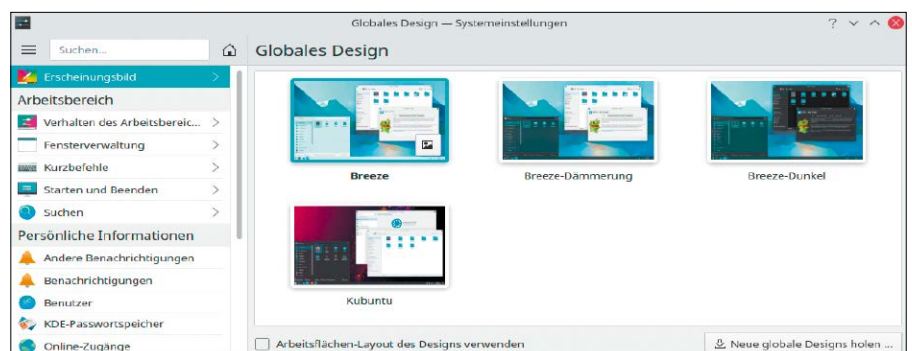 Globales Design — Systemeinstellungen
Suchen...
Globales Design
Erscheinungsbild
Arbeitsbereich
Verhalten des Arbeitsbereic...
Fensterverwaltung
Kurzbefehle
Starten und Beenden
Suchen
Persönliche Informationen
Andere Benachrichtigungen
Benachrichtigungen
Benutzer
KDE-Passwortspeicher
Online-Zugänge
Breeze
Breeze-Dämmerung
Breeze-Dunkel
Kubuntu
Arbeitsflächen-Layout des Designs verwenden
Neue globale Designs holen ...